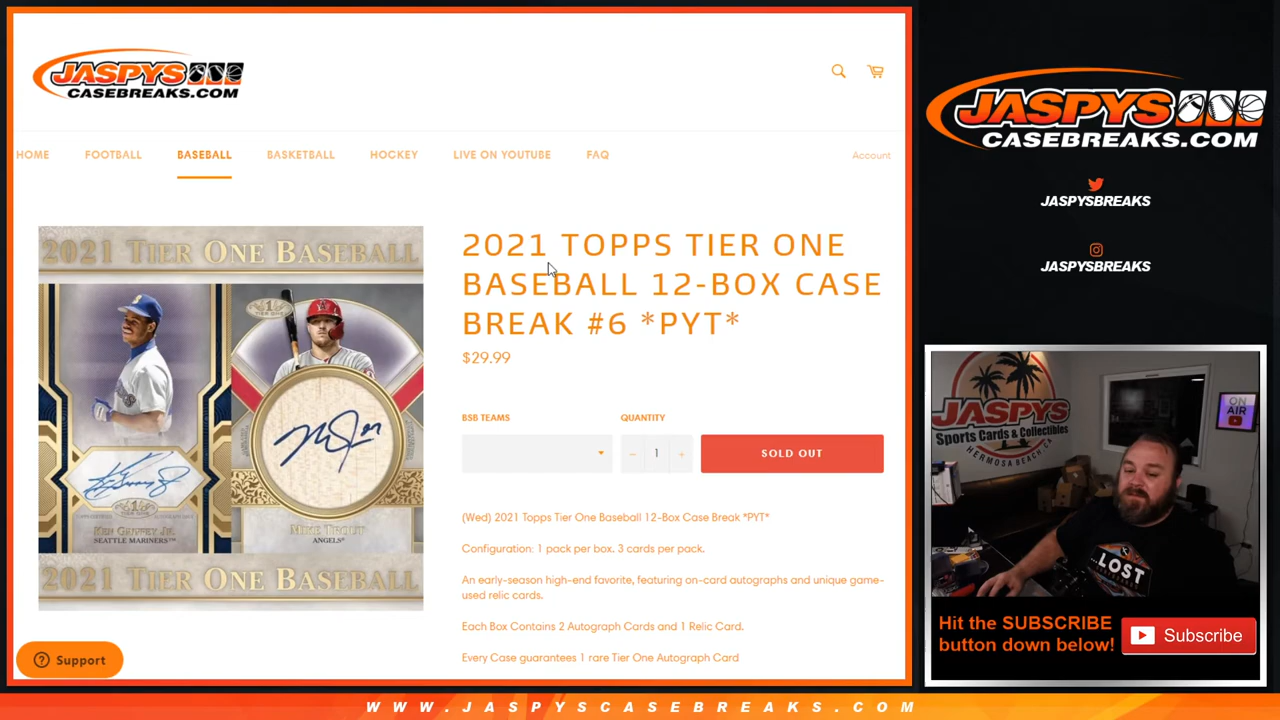 JASPYS
CASEBREAKS.COM
HOME
FOOTBALL
BASEBALL
BASKETBALL
HOCKEY
LIVE ON YOUTUBE
FAQ
Account
2021 TIER ONE BASEBALL
TIER ONE
KEN GRIFFEY JR.
SEATTLE MARINERS™
TIER ONE
MIKE TROUT
ANGELS®
2021 TIER ONE BASEBALL
2021 TOPPS TIER ONE
BASEBALL 12-BOX CASE
BREAK #6 *PYT*
$29.99
BSB TEAMS
QUANTITY
− 1 +
SOLD OUT
(Wed) 2021 Topps Tier One Baseball 12-Box Case Break *PYT*
Configuration: 1 pack per box. 3 cards per pack.
An early-season high-end favorite, featuring on-card autographs and unique game-
used relic cards.
Each Box Contains 2 Autograph Cards and 1 Relic Card.
Every Case guarantees 1 rare Tier One Autograph Card
Support
JASPYS
CASEBREAKS.COM
JASPYSBREAKS
JASPYSBREAKS
JASPYS
Sports Cards & Collectibles
HERMOSA BEACH
ON AIR
LOST
Hit the SUBSCRIBE
button down below!
Subscribe
WWW.JASPYSCASEBREAKS.COM